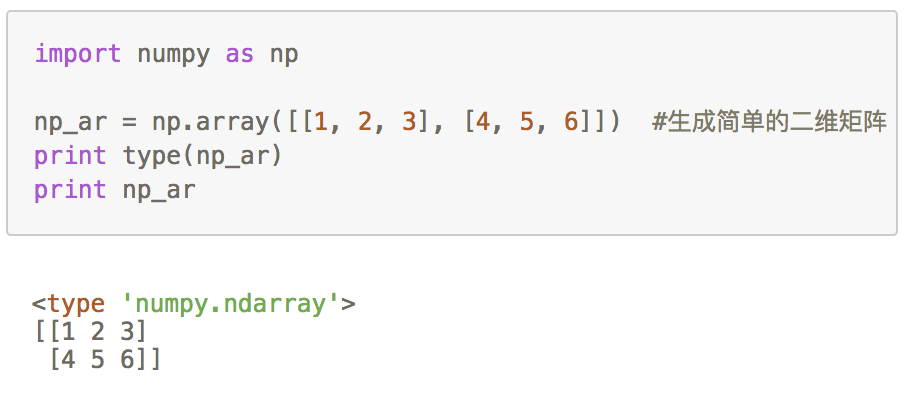 import numpy as np
np_ar = np.array([[1, 2, 3], [4, 5, 6]])  #生成简单的二维矩阵
print type(np_ar)
print np_ar
<type 'numpy.ndarray'>
[[1 2 3]
 [4 5 6]]